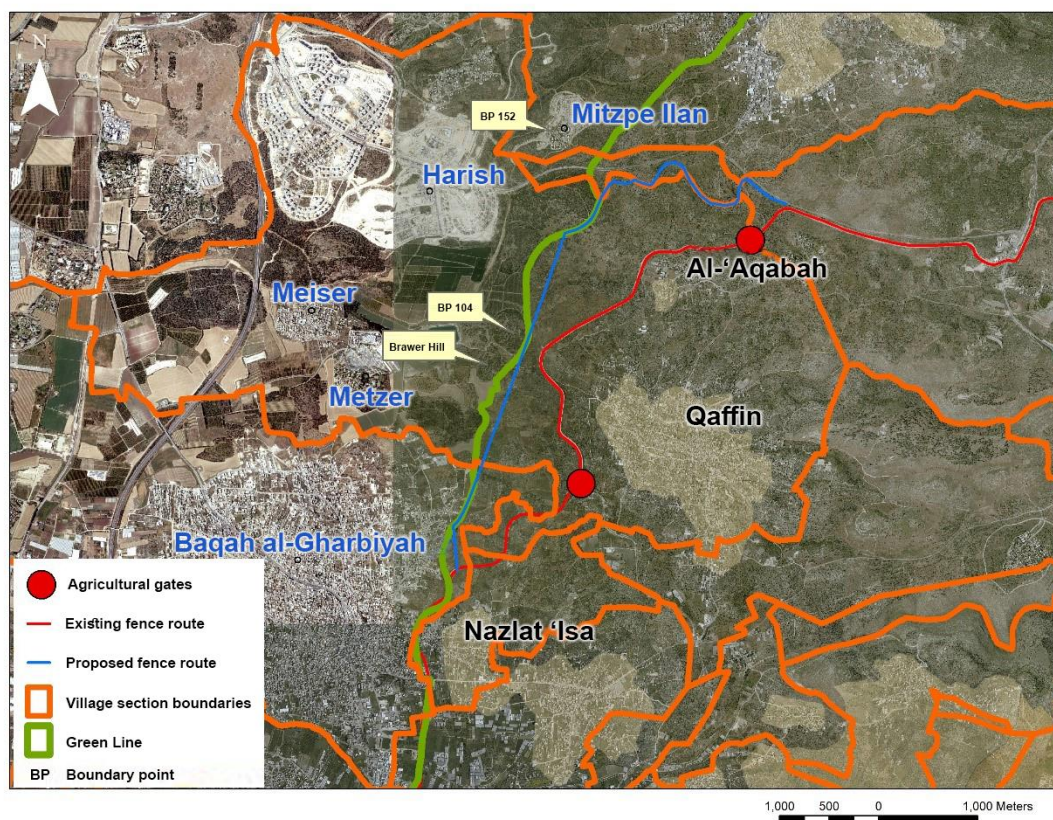 N
BP 152
Mitzpe Ilan
Harish
Al-‘Aqabah
Meiser
BP 104
Brawer Hill
Metzer
Qaffin
Baqah al-Gharbiyah
Nazlat ‘Isa
Agricultural gates
Existing fence route
Proposed fence route
Village section boundaries
Green Line
BP Boundary point
1,000 500 0 1,000 Meters